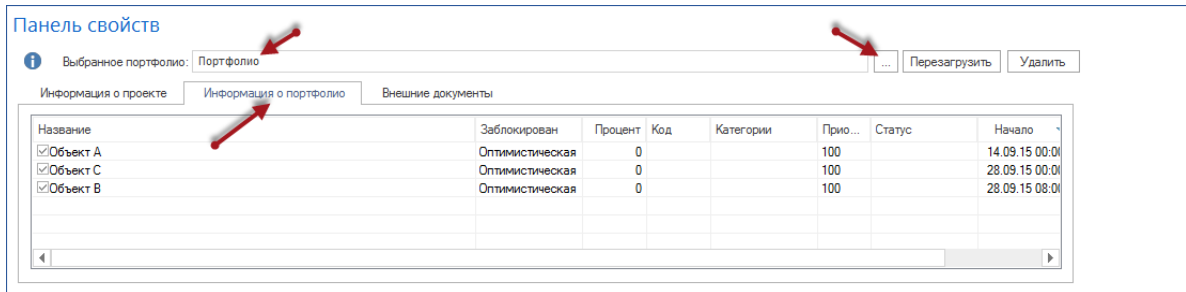 Панель свойств
Выбранное портфолио: Портфолио ... Перезагрузить Удалить
Информация о проекте Информация о портфолио Внешние документы
Название Заблокирован Процент Код Категории Прио... Статус Начало
Объект A Оптимистическая 0 100 14.09.15 00:0
Объект C Оптимистическая 0 100 28.09.15 00:0
Объект B Оптимистическая 0 100 28.09.15 08:0